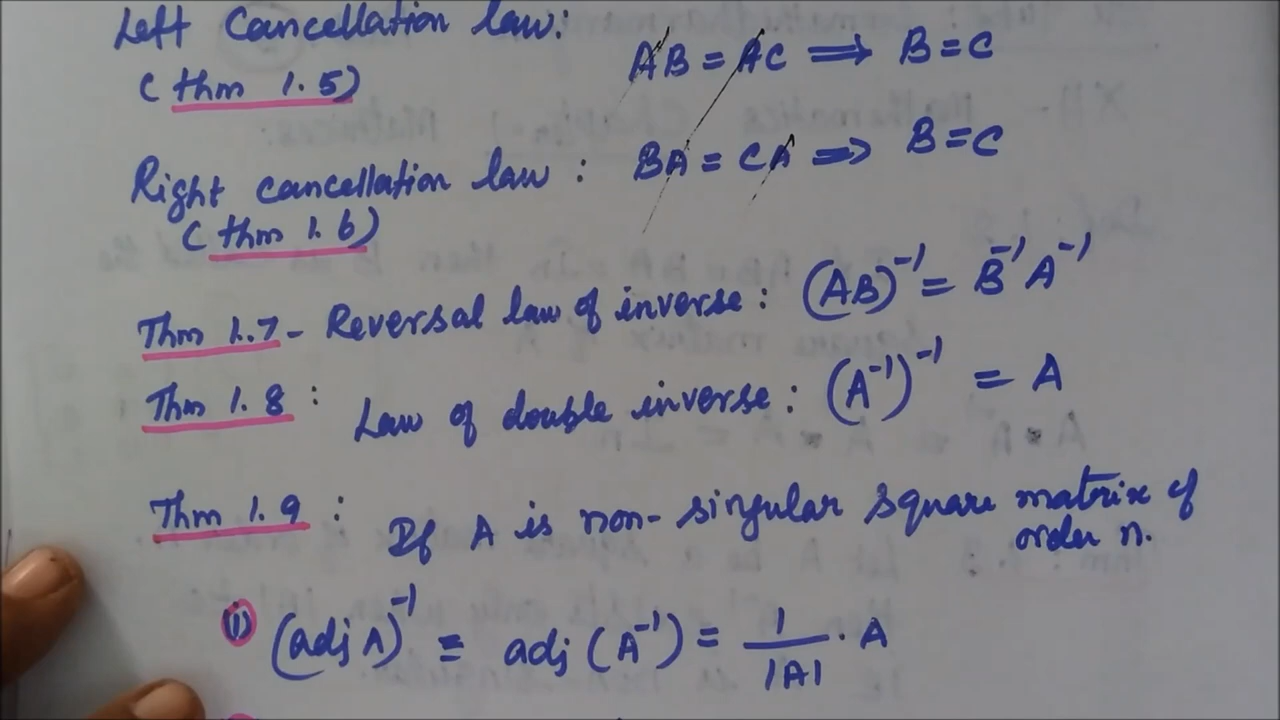 Left Cancellation law:
(thm 1.5)
AB = AC ⟹ B = C
Right cancellation law : BA = CA ⟹ B = C
(thm 1.6)
Thm 1.7 - Reversal law of inverse : (AB)⁻¹ = B⁻¹ A⁻¹
Thm 1.8 : Law of double inverse : (A⁻¹)⁻¹ = A
Thm 1.9 : If A is non-singular square matrix of
order n.
(i) (adj A)⁻¹ = adj (A⁻¹) = 1/|A| · A